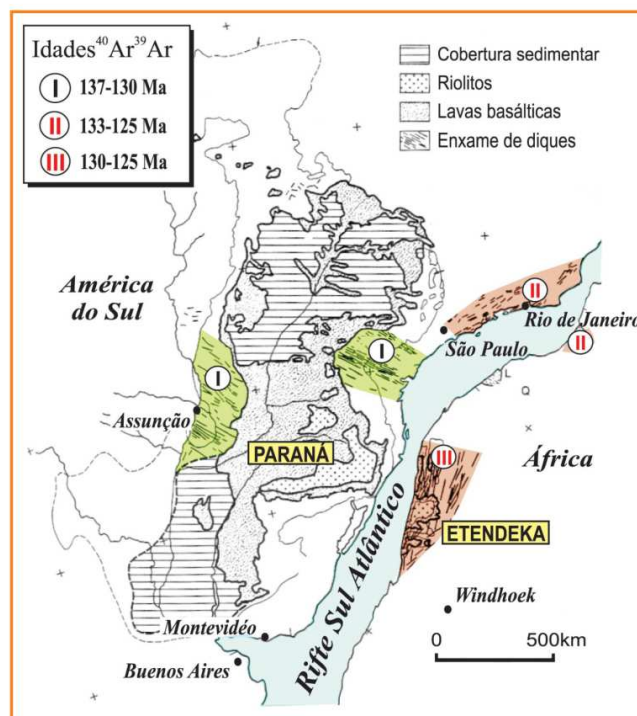 Idades⁴⁰Ar³⁹Ar
I 137-130 Ma
II 133-125 Ma
III 130-125 Ma
Cobertura sedimentar
Riolitos
Lavas basálticas
Enxame de diques
América
do Sul
II
Rio de Janeiro
I
São Paulo
II
I
L
Q
Assunção
PARANÁ
III
África
ETENDEKA
Rifte Sul Atlântico
Windhoek
Montevidéo
0 500km
Buenos Aires